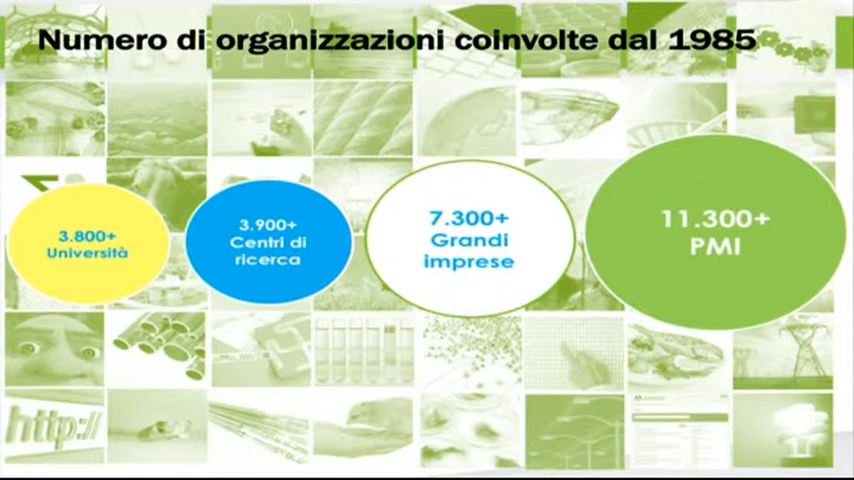 Numero di organizzazioni coinvolte dal 1985
3.800+
Università
3.900+
Centri di
ricerca
7.300+
Grandi
imprese
11.300+
PMI
http://